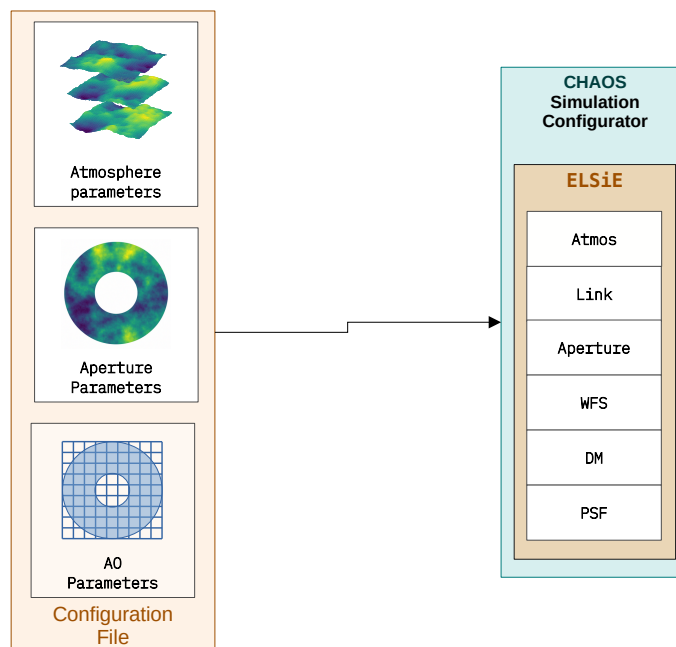 Atmosphere
parameters
Aperture
Parameters
AO
Parameters
Configuration
File
CHAOS
Simulation
Configurator
ELSiE
Atmos
Link
Aperture
WFS
DM
PSF